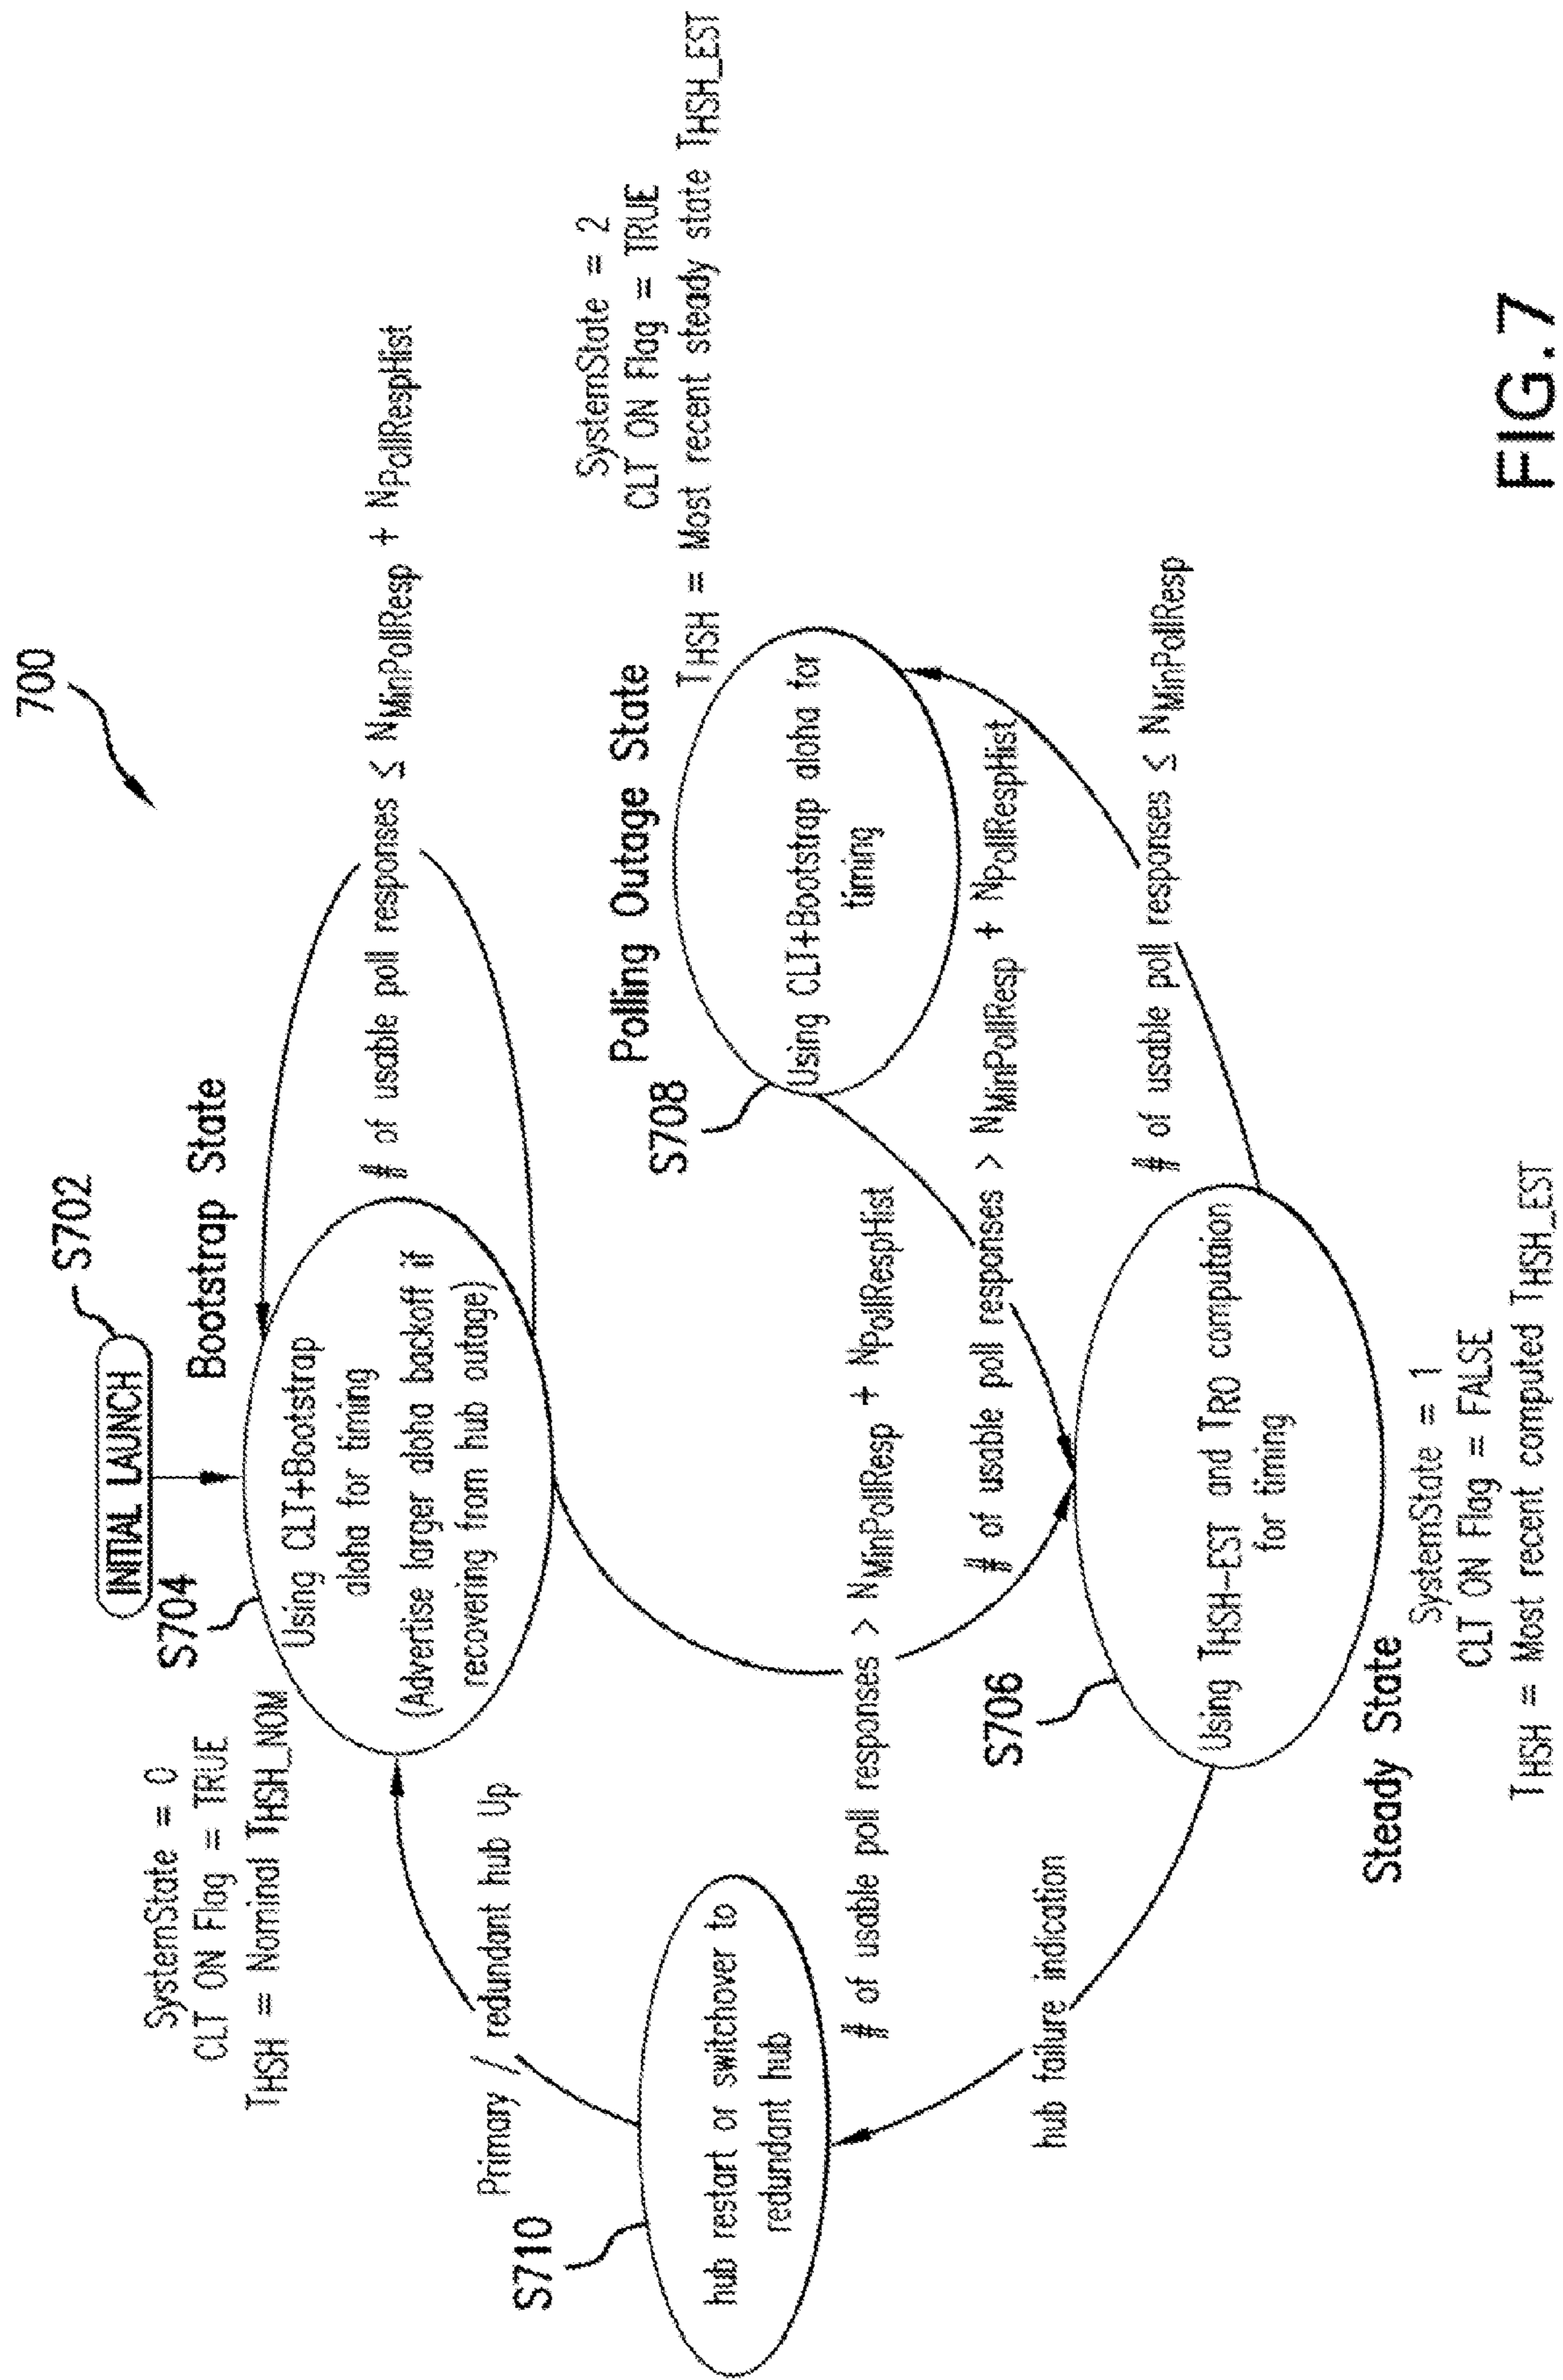 700
INITIAL LAUNCH
S702
SystemState = 0
CLT ON Flag = TRUE
THSH = Nominal THSH_NOM
S704
Bootstrap State
Using CLT+Bootstrap
aloha for timing
(Advertise larger aloha backoff if
recovering from hub outage)
# of usable poll responses ≤ NMinPollResp + NPollRespHist
Primary / redundant hub Up
S710
hub restart or switchover to
redundant hub
SystemState = 2
CLT ON Flag = TRUE
THSH = Most recent steady state THSH_EST
Polling Outage State
S708
Using CLT+Bootstrap aloha for
timing
# of usable poll responses > NMinPollResp + NPollRespHist
# of usable poll responses > NMinPollResp + NPollRespHist
hub failure indication
# of usable poll responses ≤ NMinPollResp
S706
Using THSH-EST and TRO computaion
for timing
Steady State
SystemState = 1
CLT ON Flag = FALSE
THSH = Most recent computed THSH_EST
FIG.7